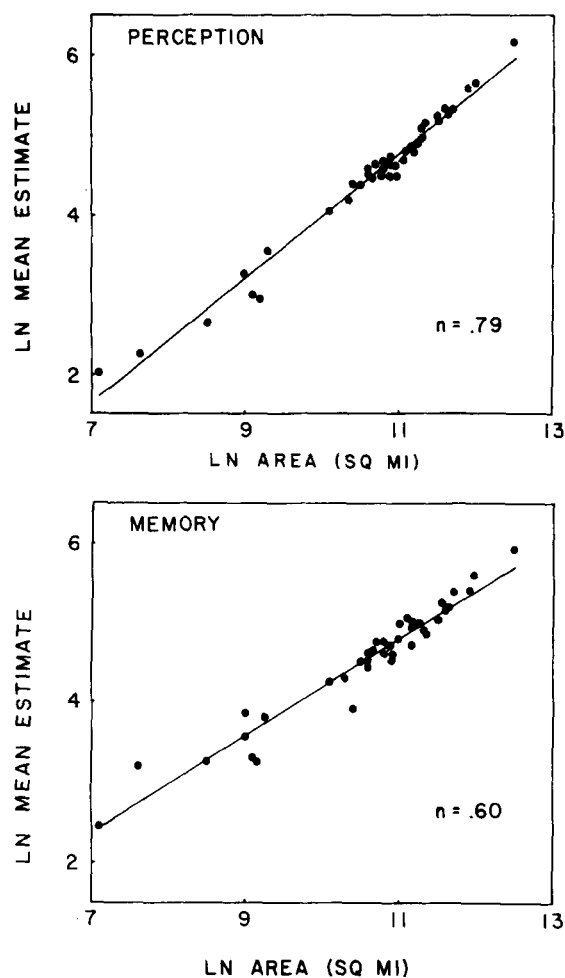 PERCEPTION
6
4
2
LN MEAN ESTIMATE
n = .79
7 9 11 13
LN AREA (SQ MI)
MEMORY
6
4
2
LN MEAN ESTIMATE
n = .60
7 9 11 13
LN AREA (SQ MI)